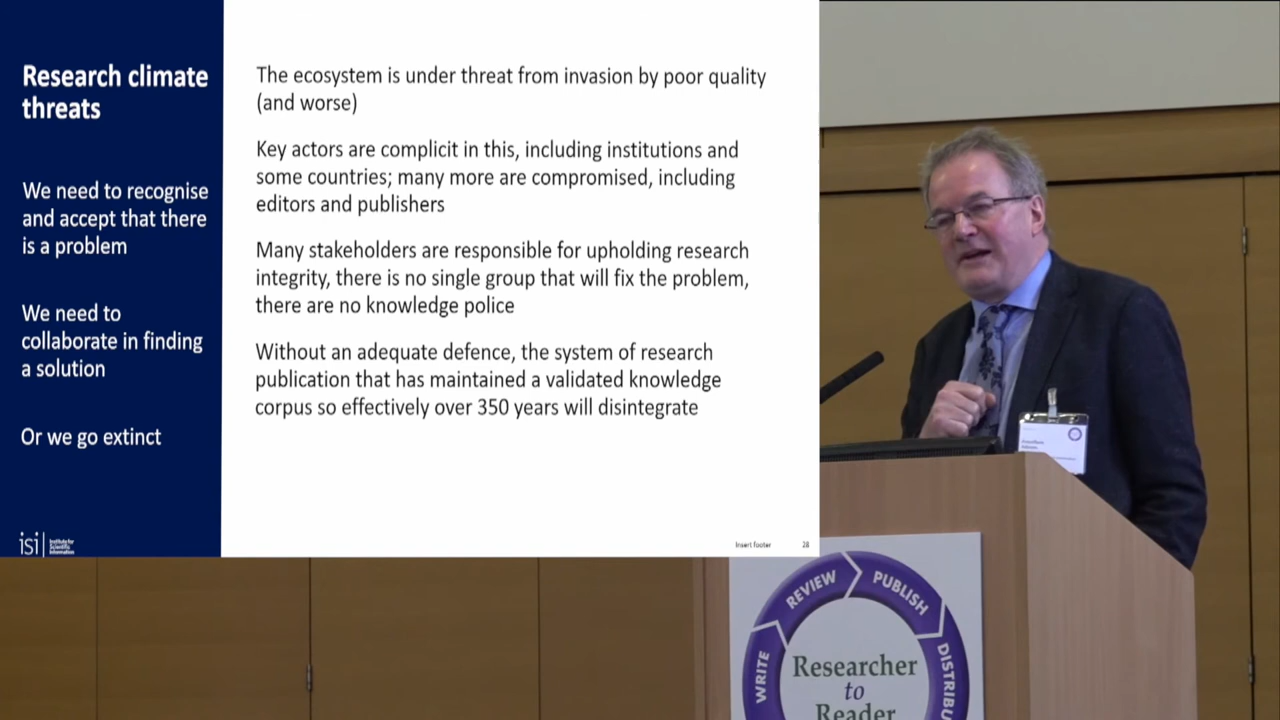 Research climate
threats
We need to recognise
and accept that there
is a problem
We need to
collaborate in finding
a solution
Or we go extinct
isi
Institute for
Scientific
Information
The ecosystem is under threat from invasion by poor quality
(and worse)
Key actors are complicit in this, including institutions and
some countries; many more are compromised, including
editors and publishers
Many stakeholders are responsible for upholding research
integrity, there is no single group that will fix the problem,
there are no knowledge police
Without an adequate defence, the system of research
publication that has maintained a validated knowledge
corpus so effectively over 350 years will disintegrate
Insert footer 28
WRITE
REVIEW
PUBLISH
DISTRIBU
Researcher
to
Reader